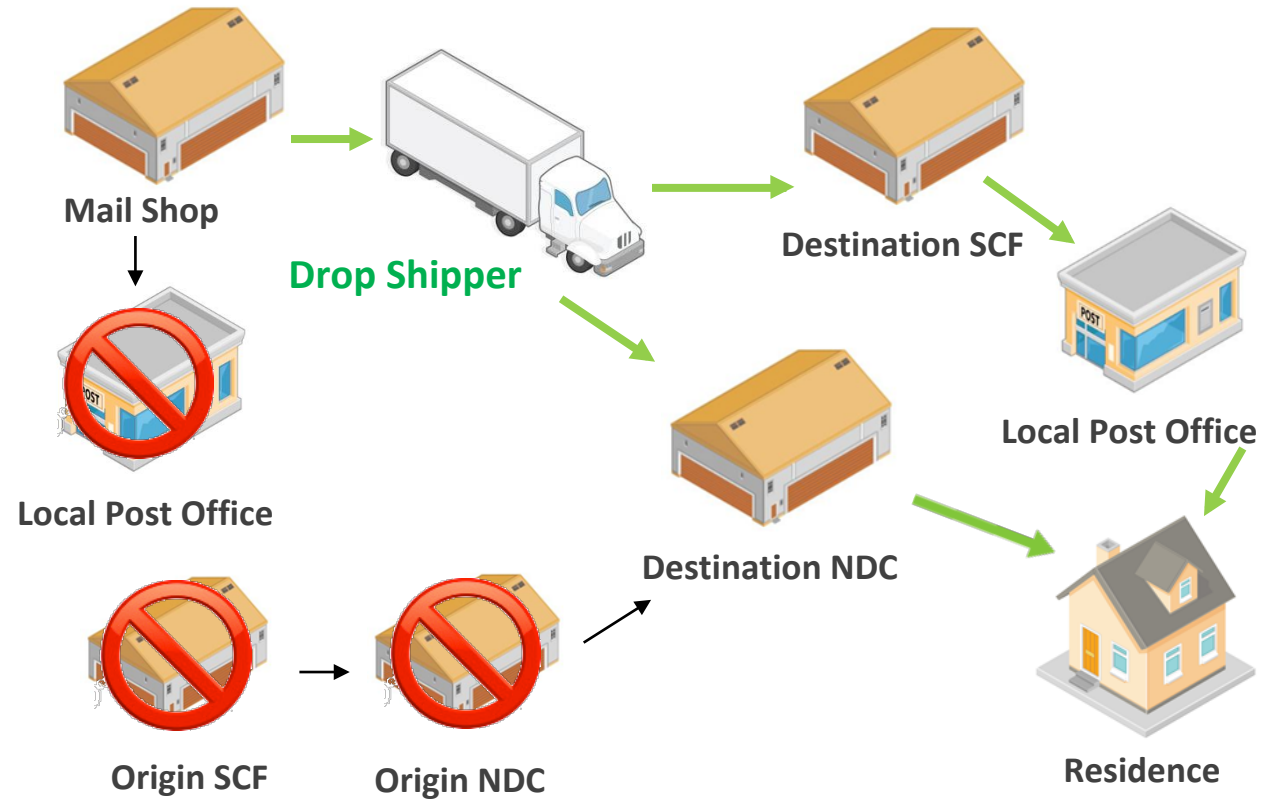 Mail Shop
Drop Shipper
Destination SCF
POST
Local Post Office
POST
Local Post Office
Destination NDC
Origin SCF
Origin NDC
Residence